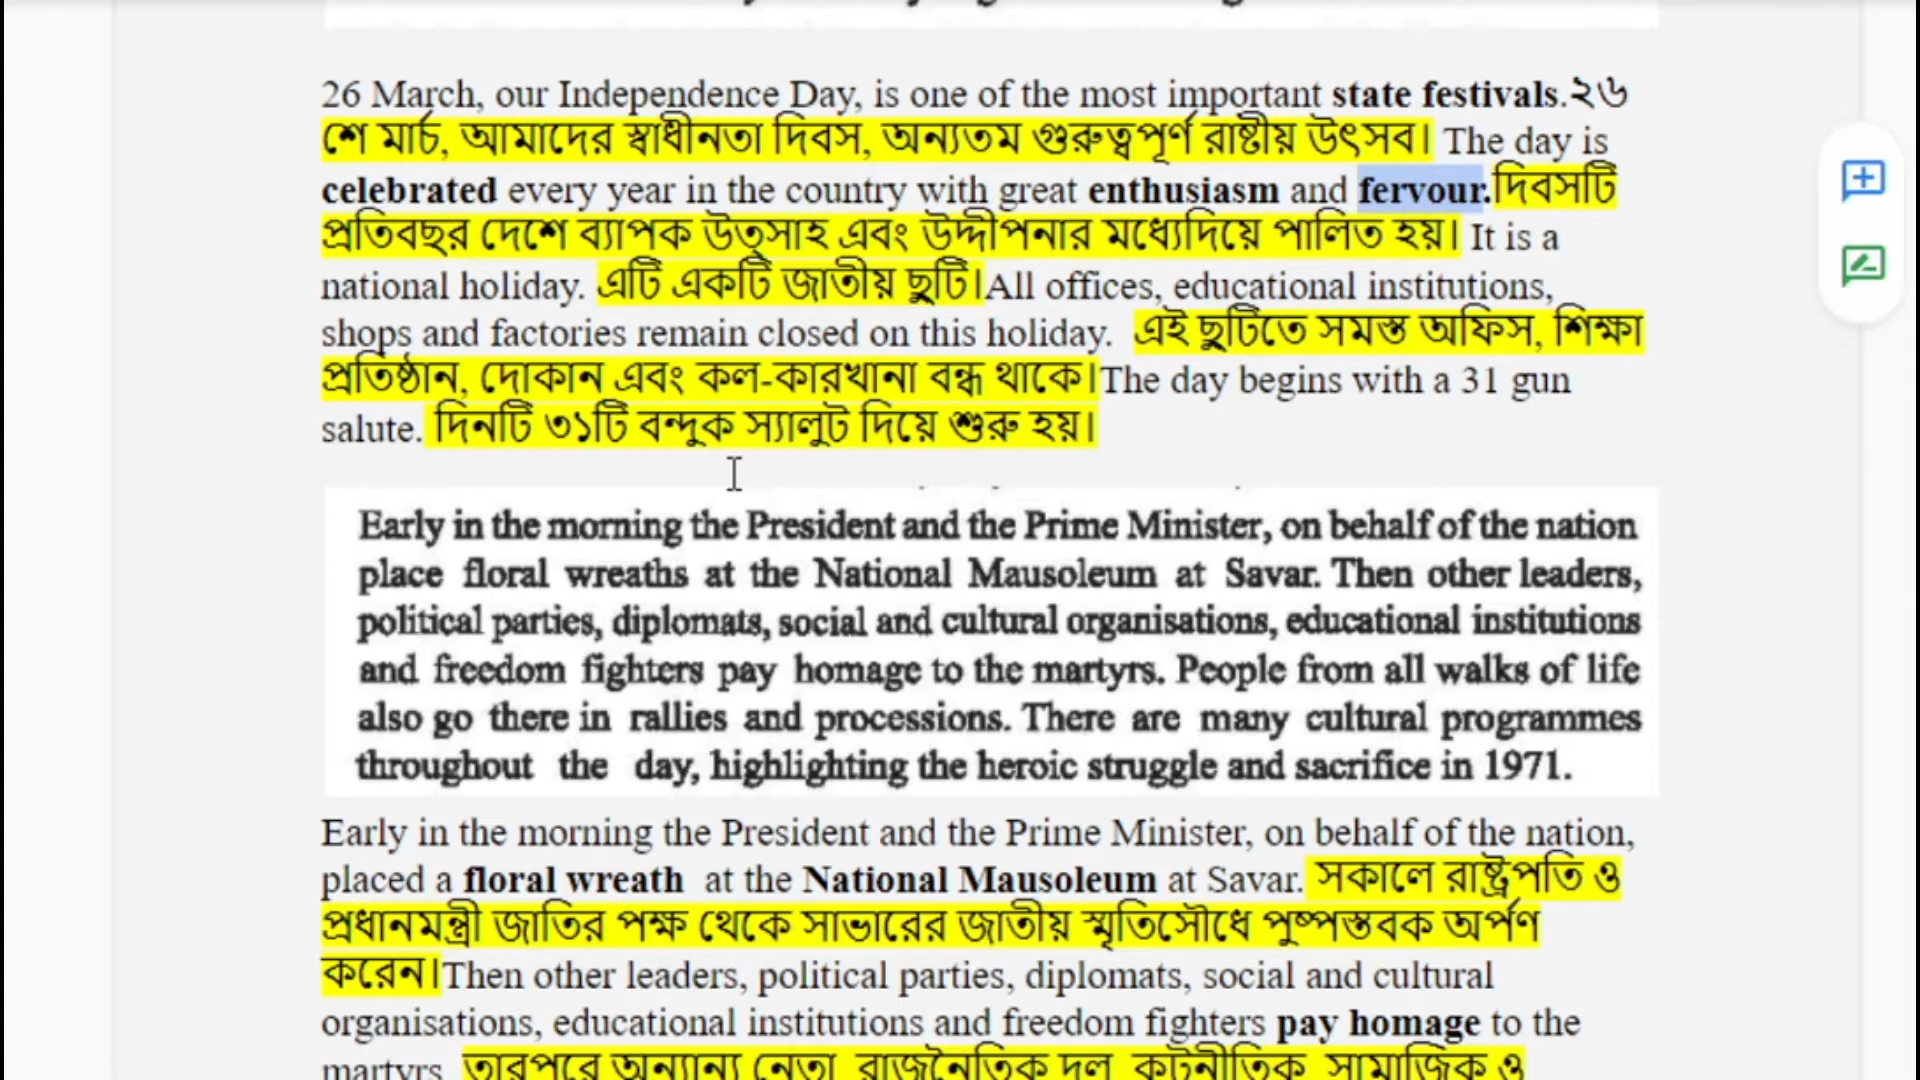 26 March, our Independence Day, is one of the most important state festivals.২৬
শে মার্চ, আমাদের স্বাধীনতা দিবস, অন্যতম গুরুত্বপূর্ণ রাষ্টীয় উৎসব। The day is
celebrated every year in the country with great enthusiasm and fervour.দিবসটি
প্রতিবছর দেশে ব্যাপক উত্সাহ এবং উদ্দীপনার মধ্যেদিয়ে পালিত হয়। It is a
national holiday. এটি একটি জাতীয় ছুটি।All offices, educational institutions,
shops and factories remain closed on this holiday. এই ছুটিতে সমস্ত অফিস, শিক্ষা
প্রতিষ্ঠান, দোকান এবং কল-কারখানা বন্ধ থাকে।The day begins with a 31 gun
salute. দিনটি ৩১টি বন্দুক স্যালুট দিয়ে শুরু হয়।
Early in the morning the President and the Prime Minister, on behalf of the nation
place floral wreaths at the National Mausoleum at Savar. Then other leaders,
political parties, diplomats, social and cultural organisations, educational institutions
and freedom fighters pay homage to the martyrs. People from all walks of life
also go there in rallies and processions. There are many cultural programmes
throughout the day, highlighting the heroic struggle and sacrifice in 1971.
Early in the morning the President and the Prime Minister, on behalf of the nation,
placed a floral wreath at the National Mausoleum at Savar. সকালে রাষ্ট্রপতি ও
প্রধানমন্ত্রী জাতির পক্ষ থেকে সাভারের জাতীয় স্মৃতিসৌধে পুষ্পস্তবক অর্পণ
করেন।Then other leaders, political parties, diplomats, social and cultural
organisations, educational institutions and freedom fighters pay homage to the
martyrs. তারপরে অন্যান্য নেতা, রাজনৈতিক দল, কূটনীতিক, সামাজিক ও